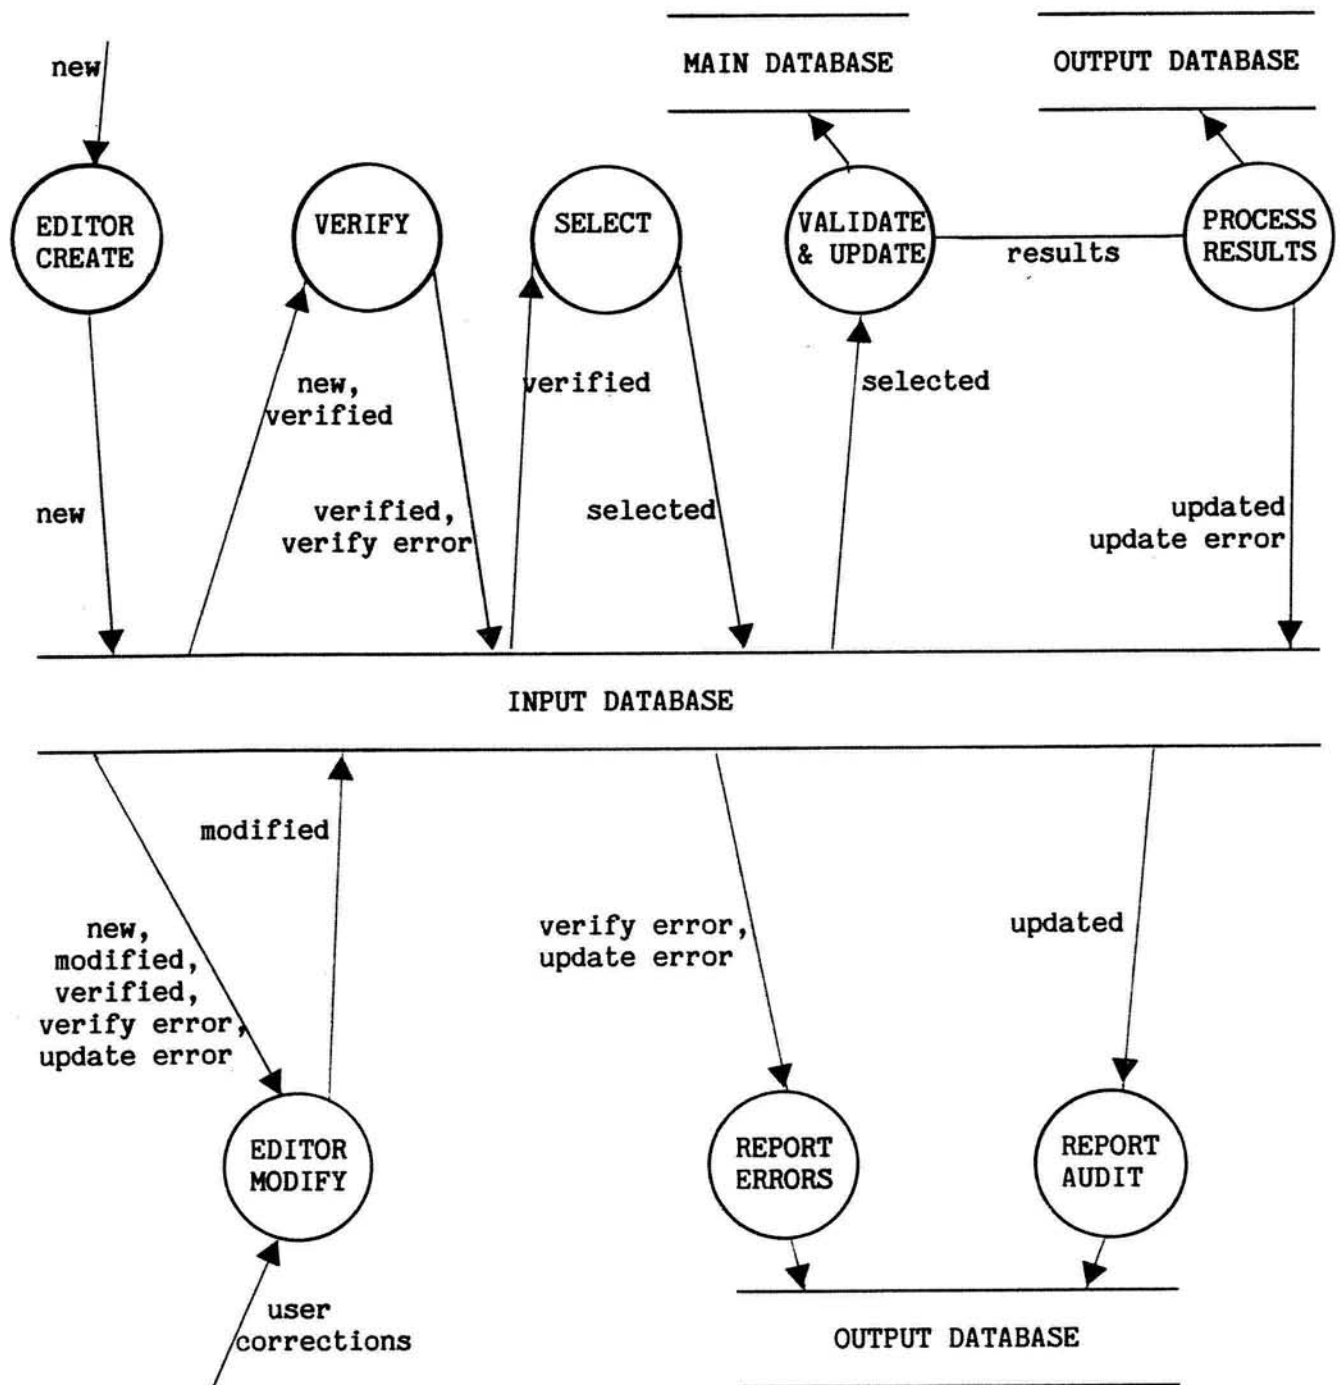 MAIN DATABASE
OUTPUT DATABASE
new
EDITOR
CREATE
VERIFY
SELECT
VALIDATE
& UPDATE
results
PROCESS
RESULTS
new,
verified
verified
selected
new
verified,
verify error
selected
updated
update error
INPUT DATABASE
modified
new,
modified,
verified,
verify error,
update error
verify error,
update error
updated
EDITOR
MODIFY
REPORT
ERRORS
REPORT
AUDIT
user
corrections
OUTPUT DATABASE